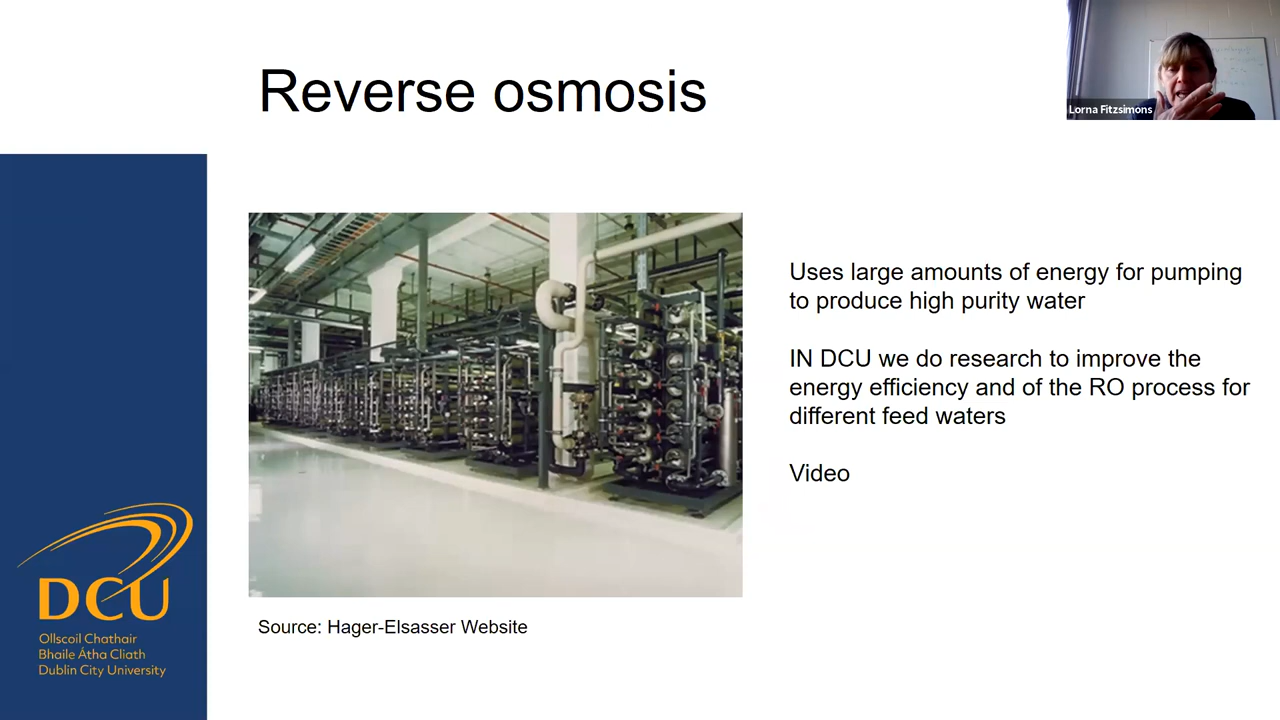 Reverse osmosis
Lorna Fitzsimons
Uses large amounts of energy for pumping
to produce high purity water
IN DCU we do research to improve the
energy efficiency and of the RO process for
different feed waters
Video
Source: Hager-Elsasser Website
DCU
Ollscoil Chathair
Bhaile Átha Cliath
Dublin City University